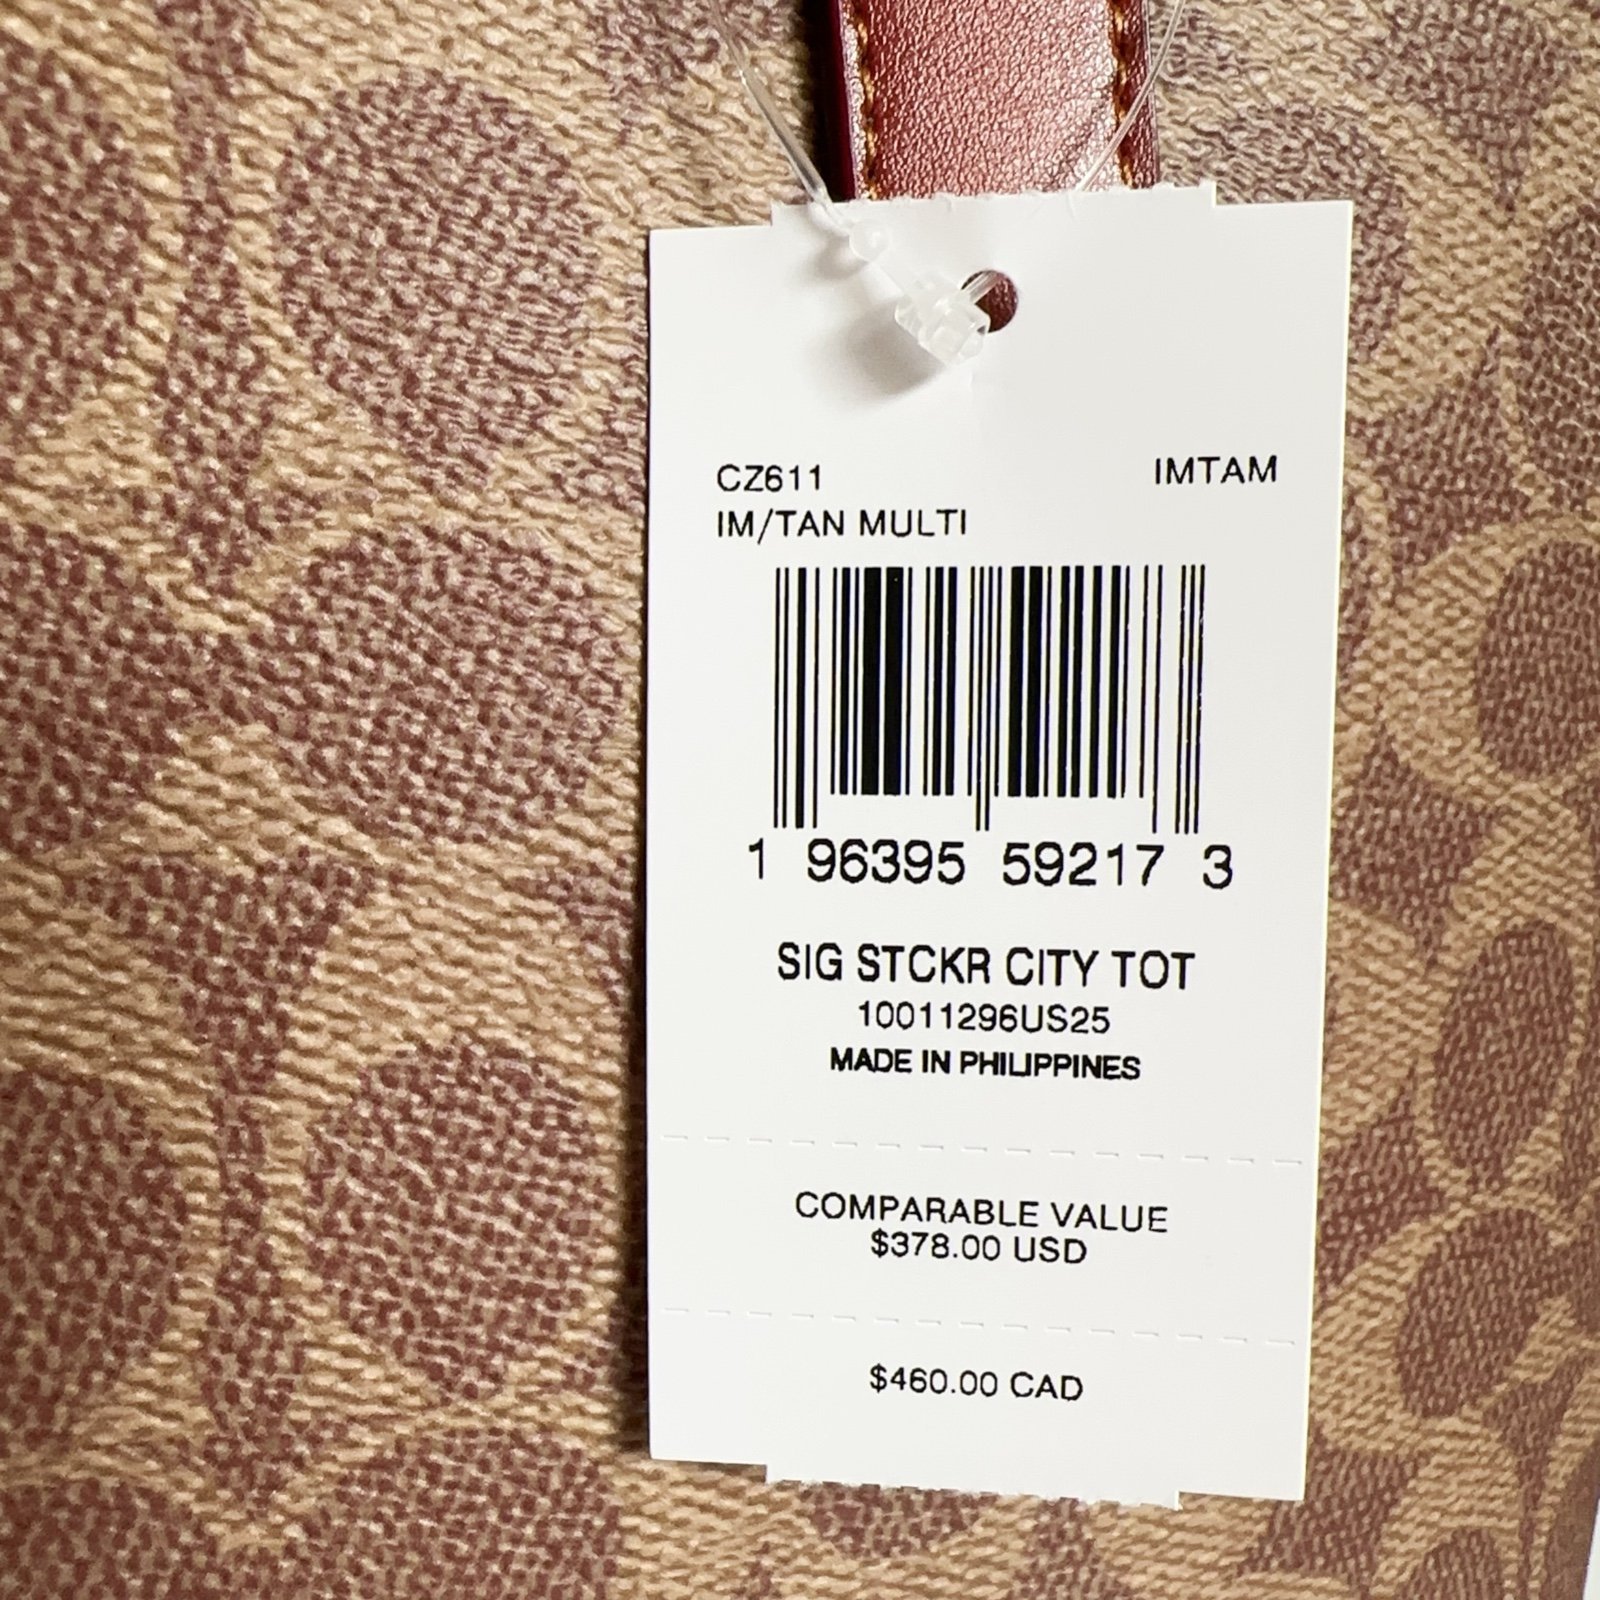 CZ611 IMTAM
IM/TAN MULTI
1 96395 59217 3
SIG STCKR CITY TOT
10011296US25
MADE IN PHILIPPINES
COMPARABLE VALUE
$378.00 USD
$460.00 CAD